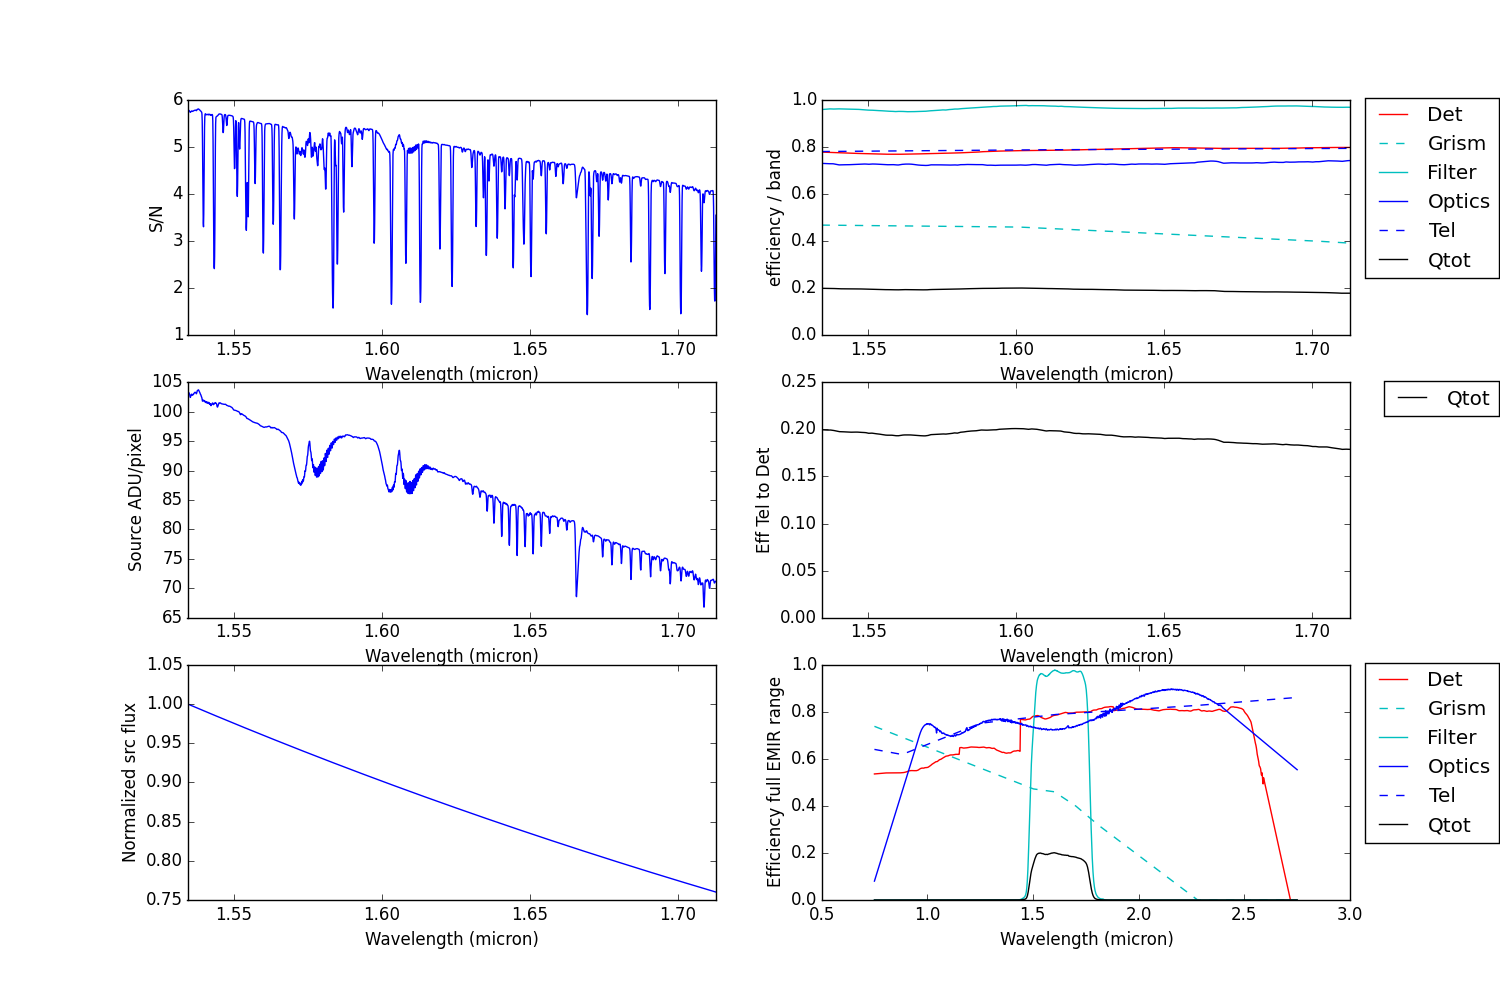 6
5
4
3
2
1
S/N
1.55 1.60 1.65 1.70
Wavelength (micron)
1.0
0.8
0.6
0.4
0.2
0.0
efficiency / band
1.55 1.60 1.65 1.70
Wavelength (micron)
Det
Grism
Filter
Optics
Tel
Qtot
105
100
95
90
85
80
75
70
65
Source ADU/pixel
1.55 1.60 1.65 1.70
Wavelength (micron)
0.25
0.20
0.15
0.10
0.05
0.00
Eff Tel to Det
1.55 1.60 1.65 1.70
Wavelength (micron)
Qtot
1.05
1.00
0.95
0.90
0.85
0.80
0.75
Normalized src flux
1.55 1.60 1.65 1.70
Wavelength (micron)
1.0
0.8
0.6
0.4
0.2
0.0
Efficiency full EMIR range
0.5 1.0 1.5 2.0 2.5 3.0
Wavelength (micron)
Det
Grism
Filter
Optics
Tel
Qtot